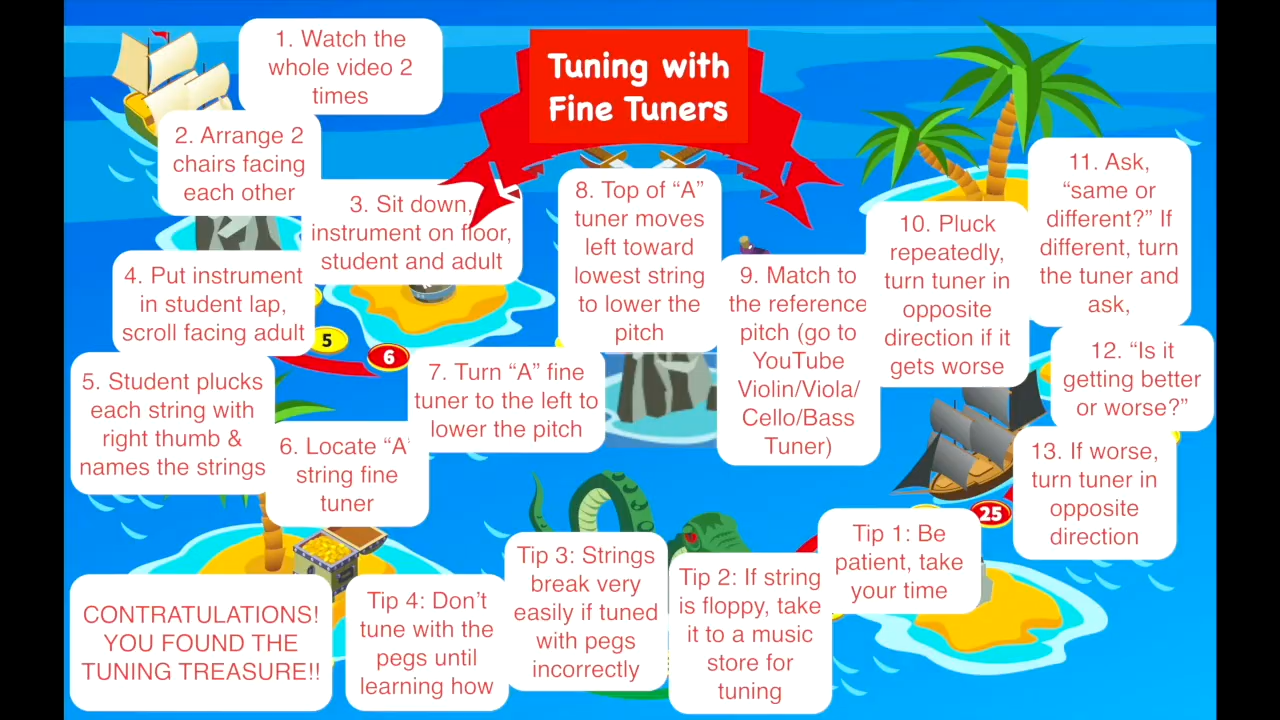 Tuning with
Fine Tuners
1. Watch the
whole video 2
times
2. Arrange 2
chairs facing
each other
3. Sit down,
instrument on floor,
student and adult
4. Put instrument
in student lap,
scroll facing adult
5
6
5. Student plucks
each string with
right thumb &
names the strings
6. Locate “A”
string fine
tuner
7. Turn “A” fine
tuner to the left to
lower the pitch
8. Top of “A”
tuner moves
left toward
lowest string
to lower the
pitch
9. Match to
the reference
pitch (go to
YouTube
Violin/Viola/
Cello/Bass
Tuner)
10. Pluck
repeatedly,
turn tuner in
opposite
direction if it
gets worse
11. Ask,
“same or
different?” If
different, turn
the tuner and
ask,
12. “Is it
getting better
or worse?”
13. If worse,
turn tuner in
opposite
direction
25
Tip 1: Be
patient, take
your time
Tip 2: If string
is floppy, take
it to a music
store for
tuning
Tip 3: Strings
break very
easily if tuned
with pegs
incorrectly
Tip 4: Don’t
tune with the
pegs until
learning how
CONTRATULATIONS!
YOU FOUND THE
TUNING TREASURE!!